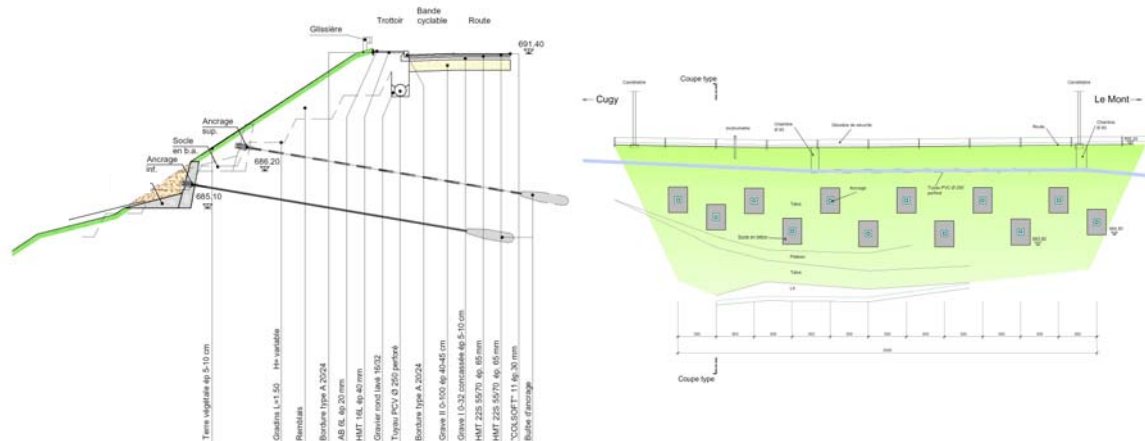 Glissière
Trottoir
Bande
cyclable
Route
691.40
Ancrage
sup.
Socle
en b.a.
Ancrage
inf.
686.20
685.10
Terre végétale ép 5-10 cm
Gradins L=1.50 H= variable
Remblais
Bordure type A 20/24
AB 6L ép 20 mm
HMT 16L ép 40 mm
Gravier rond lavé 16/32
Tuyau PCV Ø 250 perforé
Bordure type A 20/24
Grave II 0-100 ép 40-45 cm
Grave I 0-32 concassée ép 5-10 cm
HMT 22S 55/70 ép. 65 mm
HMT 22S 55/70 ép. 65 mm
"COLSOFT" 11 ép.30 mm
Bulbe d'ancrage
Coupe type
Cugy
Le Mont
Candélabre
Candélabre
Inclinomètre
Chambre
Glissière de sécurité
Route
Chambre
Tuyau PVC Ø 250
perforé
Talus
Ancrage
Socle en béton
Talus
Coupe type